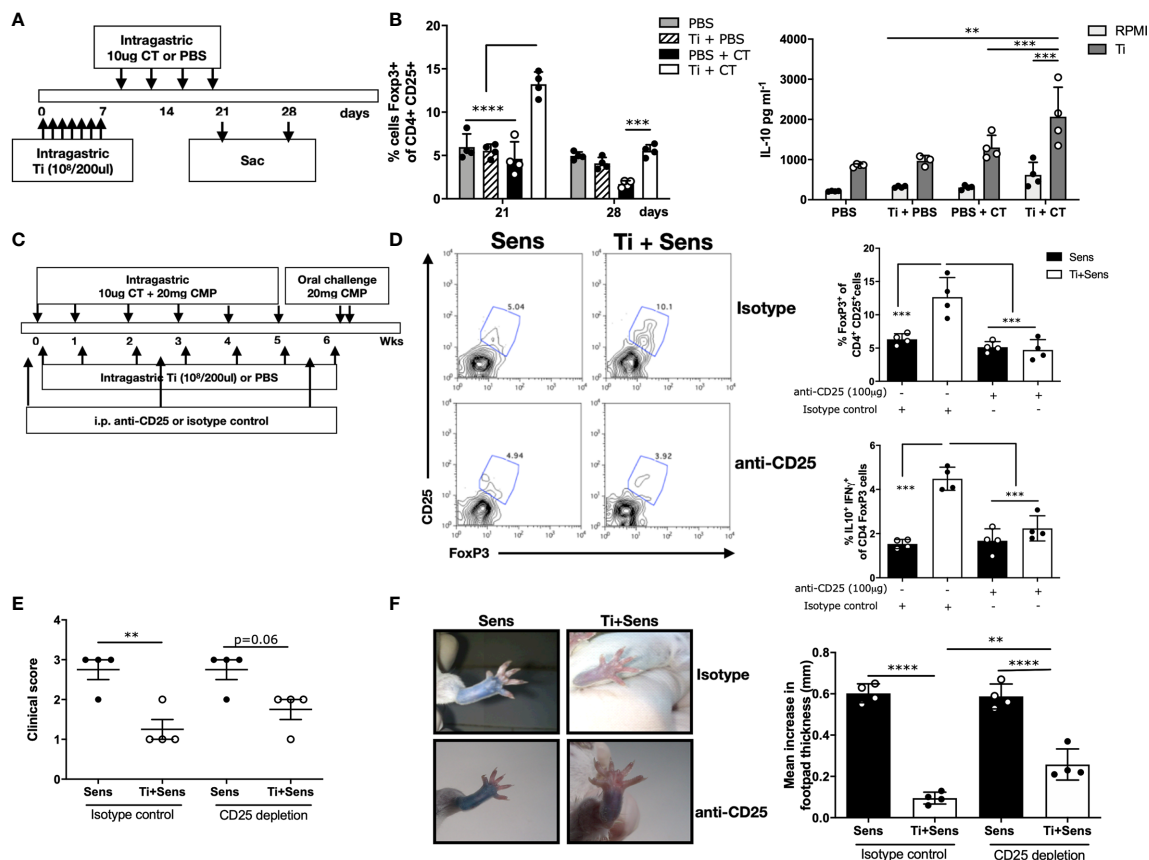 A
Intragastric
10ug CT or PBS
0 7 14 21 28 days
Intragastric
Ti (10⁸/200ul)
Sac
B
% cells Foxp3+
of CD4+ CD25+
20
15
10
5
0
PBS
Ti + PBS
PBS + CT
Ti + CT
****
***
21 28 days
IL-10 pg ml⁻¹
4000
3000
2000
1000
0
**
***
***
RPMI
Ti
PBS Ti + PBS PBS + CT Ti + CT
C
Intragastric
10ug CT + 20mg CMP
Oral challenge
20mg CMP
0 1 2 3 4 5 6 Wks
Intragastric Ti (10⁸/200ul) or PBS
i.p. anti-CD25 or isotype control
D
Sens Ti + Sens
5.04
10.1
Isotype
4.94
3.92
anti-CD25
CD25
FoxP3
10⁰ 10¹ 10² 10³ 10⁴
% FoxP3⁺ of
CD4⁺ CD25⁺cells
20
15
10
5
0
***
***
Sens
Ti+Sens
anti-CD25 (100µg) - - + +
Isotype control + + - -
% IL10⁺ IFNγ⁺
of CD4 FoxP3 cells
6
4
2
0
***
***
anti-CD25 (100µg) - - + +
Isotype control + + - -
E
Clinical score
4
3
2
1
0
**
p=0.06
Sens Ti+Sens Sens Ti+Sens
Isotype control CD25 depletion
F
Sens Ti+Sens
Isotype
anti-CD25
Mean increase in
footpad thickness (mm)
0.8
0.6
0.4
0.2
0.0
**
****
****
Sens Ti+Sens Sens Ti+Sens
Isotype control CD25 depletion